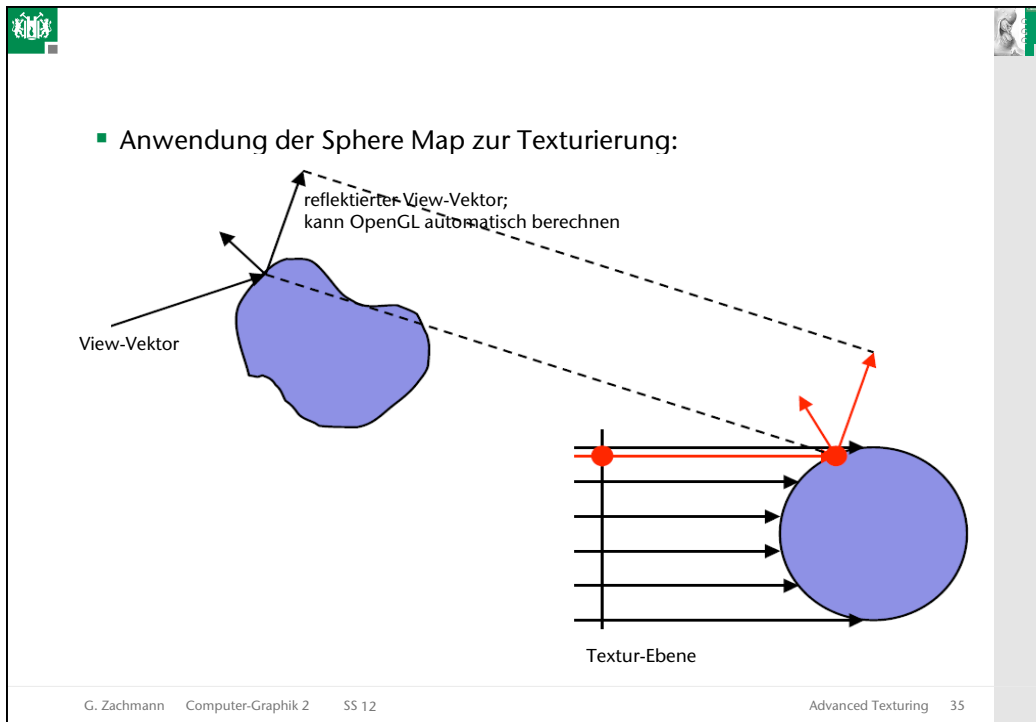 Anwendung der Sphere Map zur Texturierung:
reflektierter View-Vektor;
kann OpenGL automatisch berechnen
View-Vektor
Textur-Ebene
G. Zachmann Computer-Graphik 2 SS 12
Advanced Texturing 35